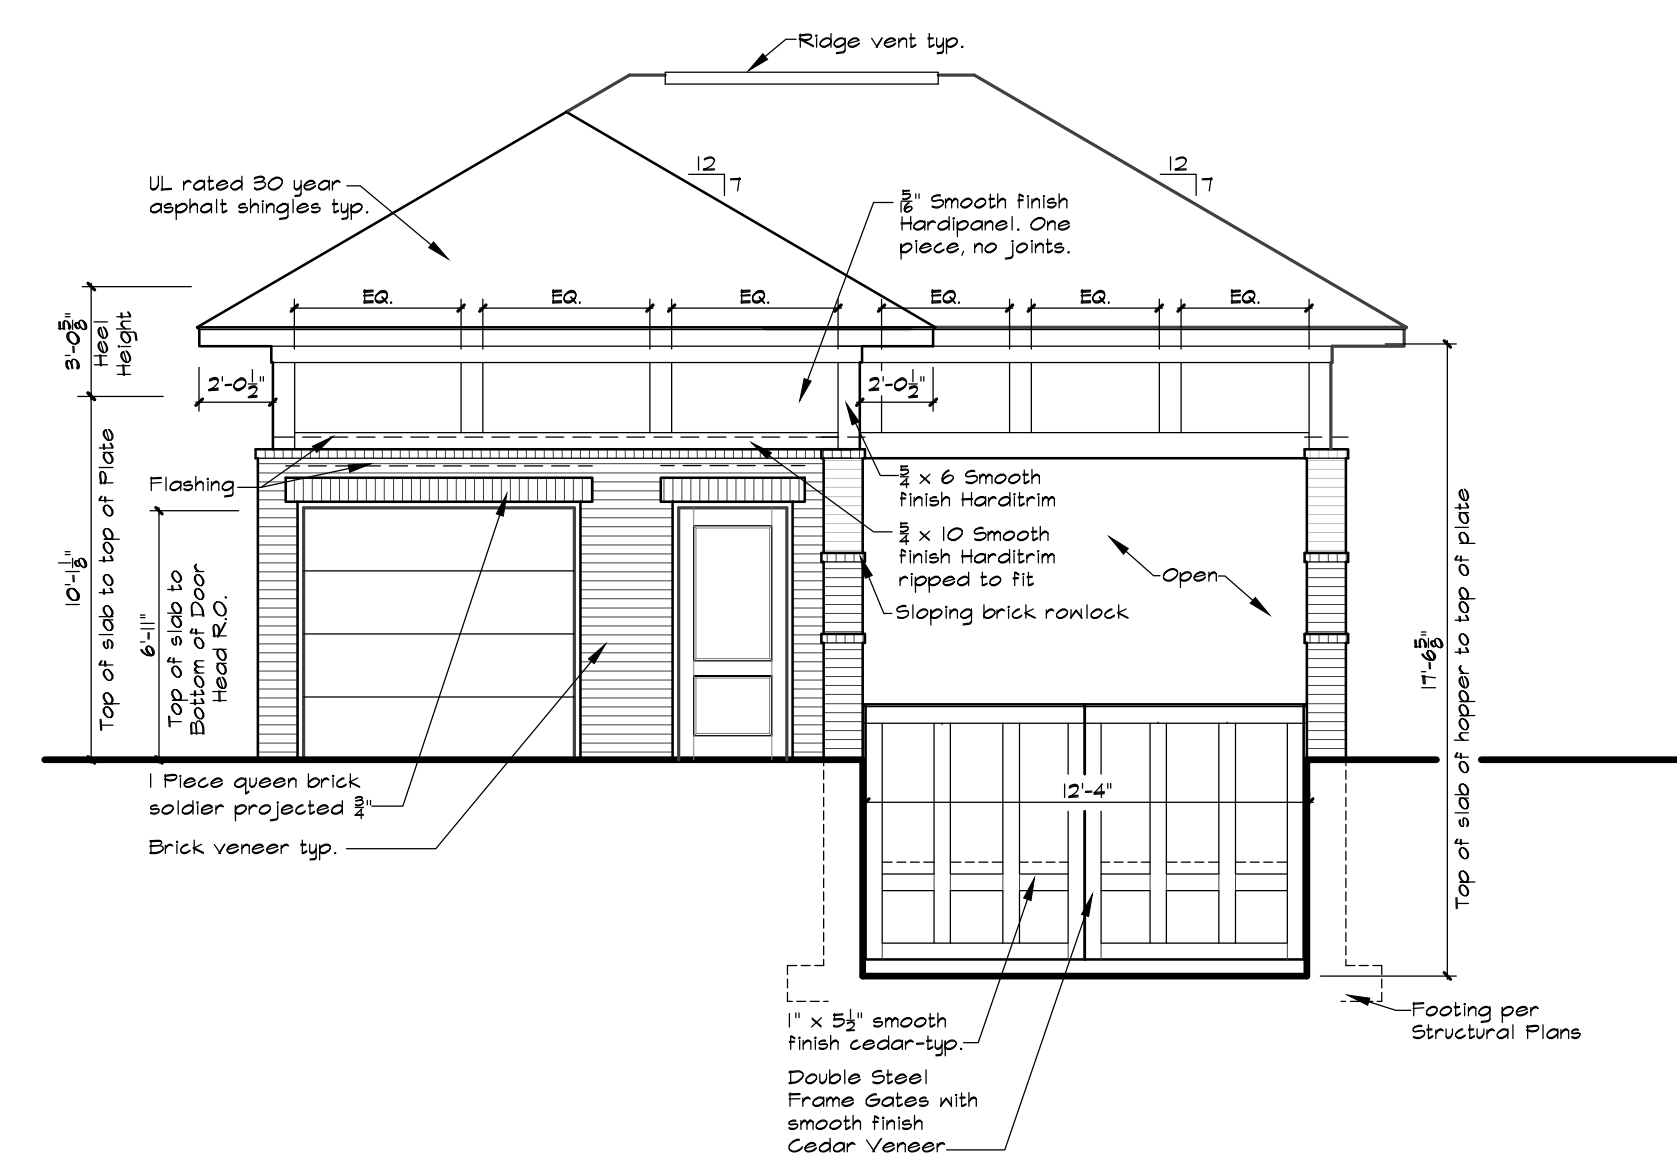 Ridge vent typ.
12
7
12
7
UL rated 30 year
asphalt shingles typ.
5/16" Smooth finish
Hardipanel. One
piece, no joints.
EQ.
EQ.
EQ.
EQ.
EQ.
EQ.
3'-0 5/8"
Heel
Height
2'-0 1/2"
2'-0 1/2"
Flashing
5/4 x 6 Smooth
finish Harditrim
5/4 x 10 Smooth
finish Harditrim
ripped to fit
Sloping brick rowlock
Open
10'-1 1/8"
Top of slab to top of Plate
6'-11"
Top of slab to
Bottom of Door
Head R.O.
17'-6 5/8"
Top of slab of hopper to top of plate
1 Piece queen brick
soldier projected 3/4"
Brick veneer typ.
12'-4"
1" x 5 1/2" smooth
finish cedar-typ.
Double Steel
Frame Gates with
smooth finish
Cedar Veneer
Footing per
Structural Plans